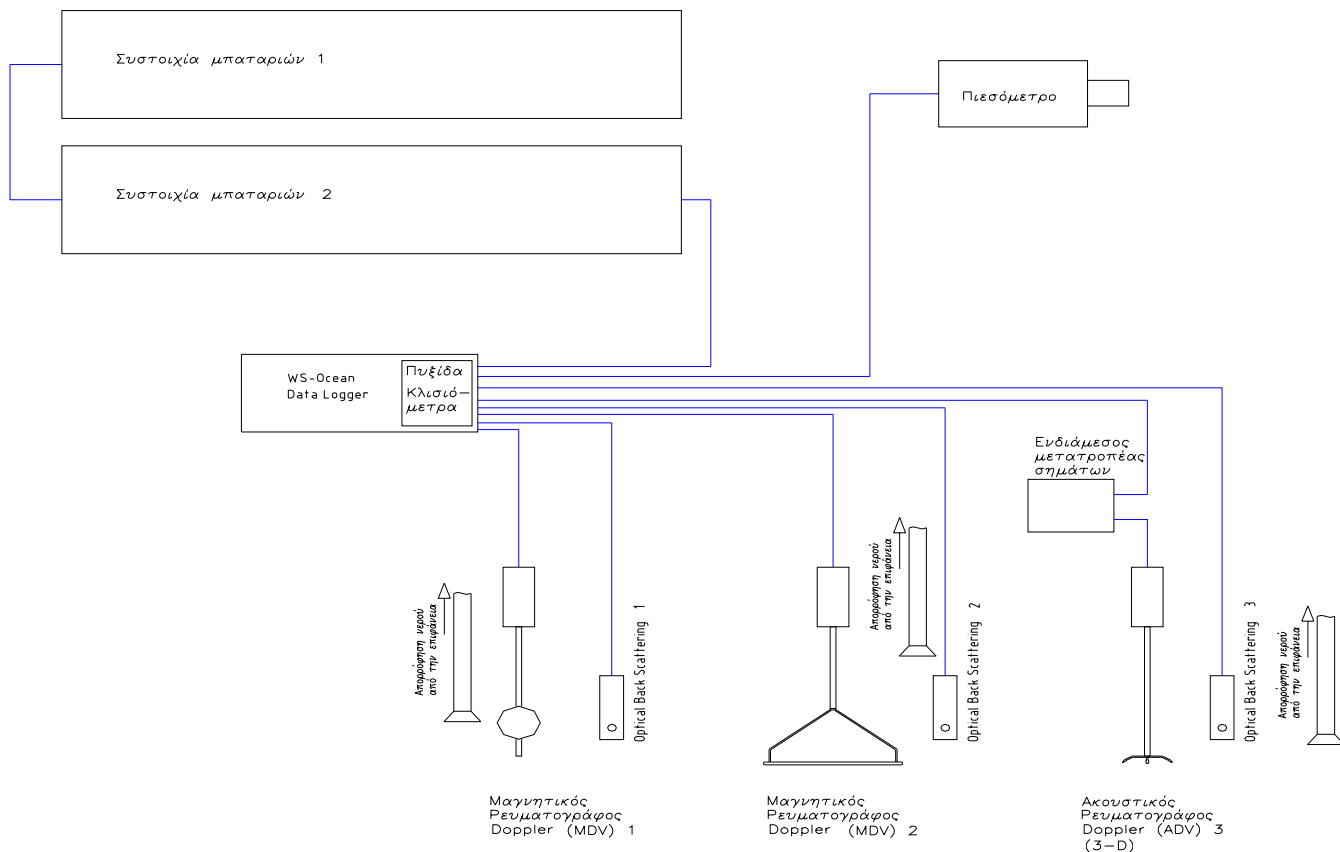 Συστοιχία μπαταριών 1
Πιεσόμετρο
Συστοιχία μπαταριών 2
WS-Ocean
Data Logger
Πυξίδα
Κλισιό-
μετρα
Ενδιάμεσος
μετατροπέας
σημάτων
Απορρόφηση νερού
από την επιφάνεια
Optical Back Scattering 1
Απορρόφηση νερού
από την επιφάνεια
Optical Back Scattering 2
Optical Back Scattering 3
Απορρόφηση νερού
από την επιφάνεια
Μαγνητικός
Ρευματογράφος
Doppler (MDV) 1
Μαγνητικός
Ρευματογράφος
Doppler (MDV) 2
Ακουστικός
Ρευματογράφος
Doppler (ADV) 3
(3-D)